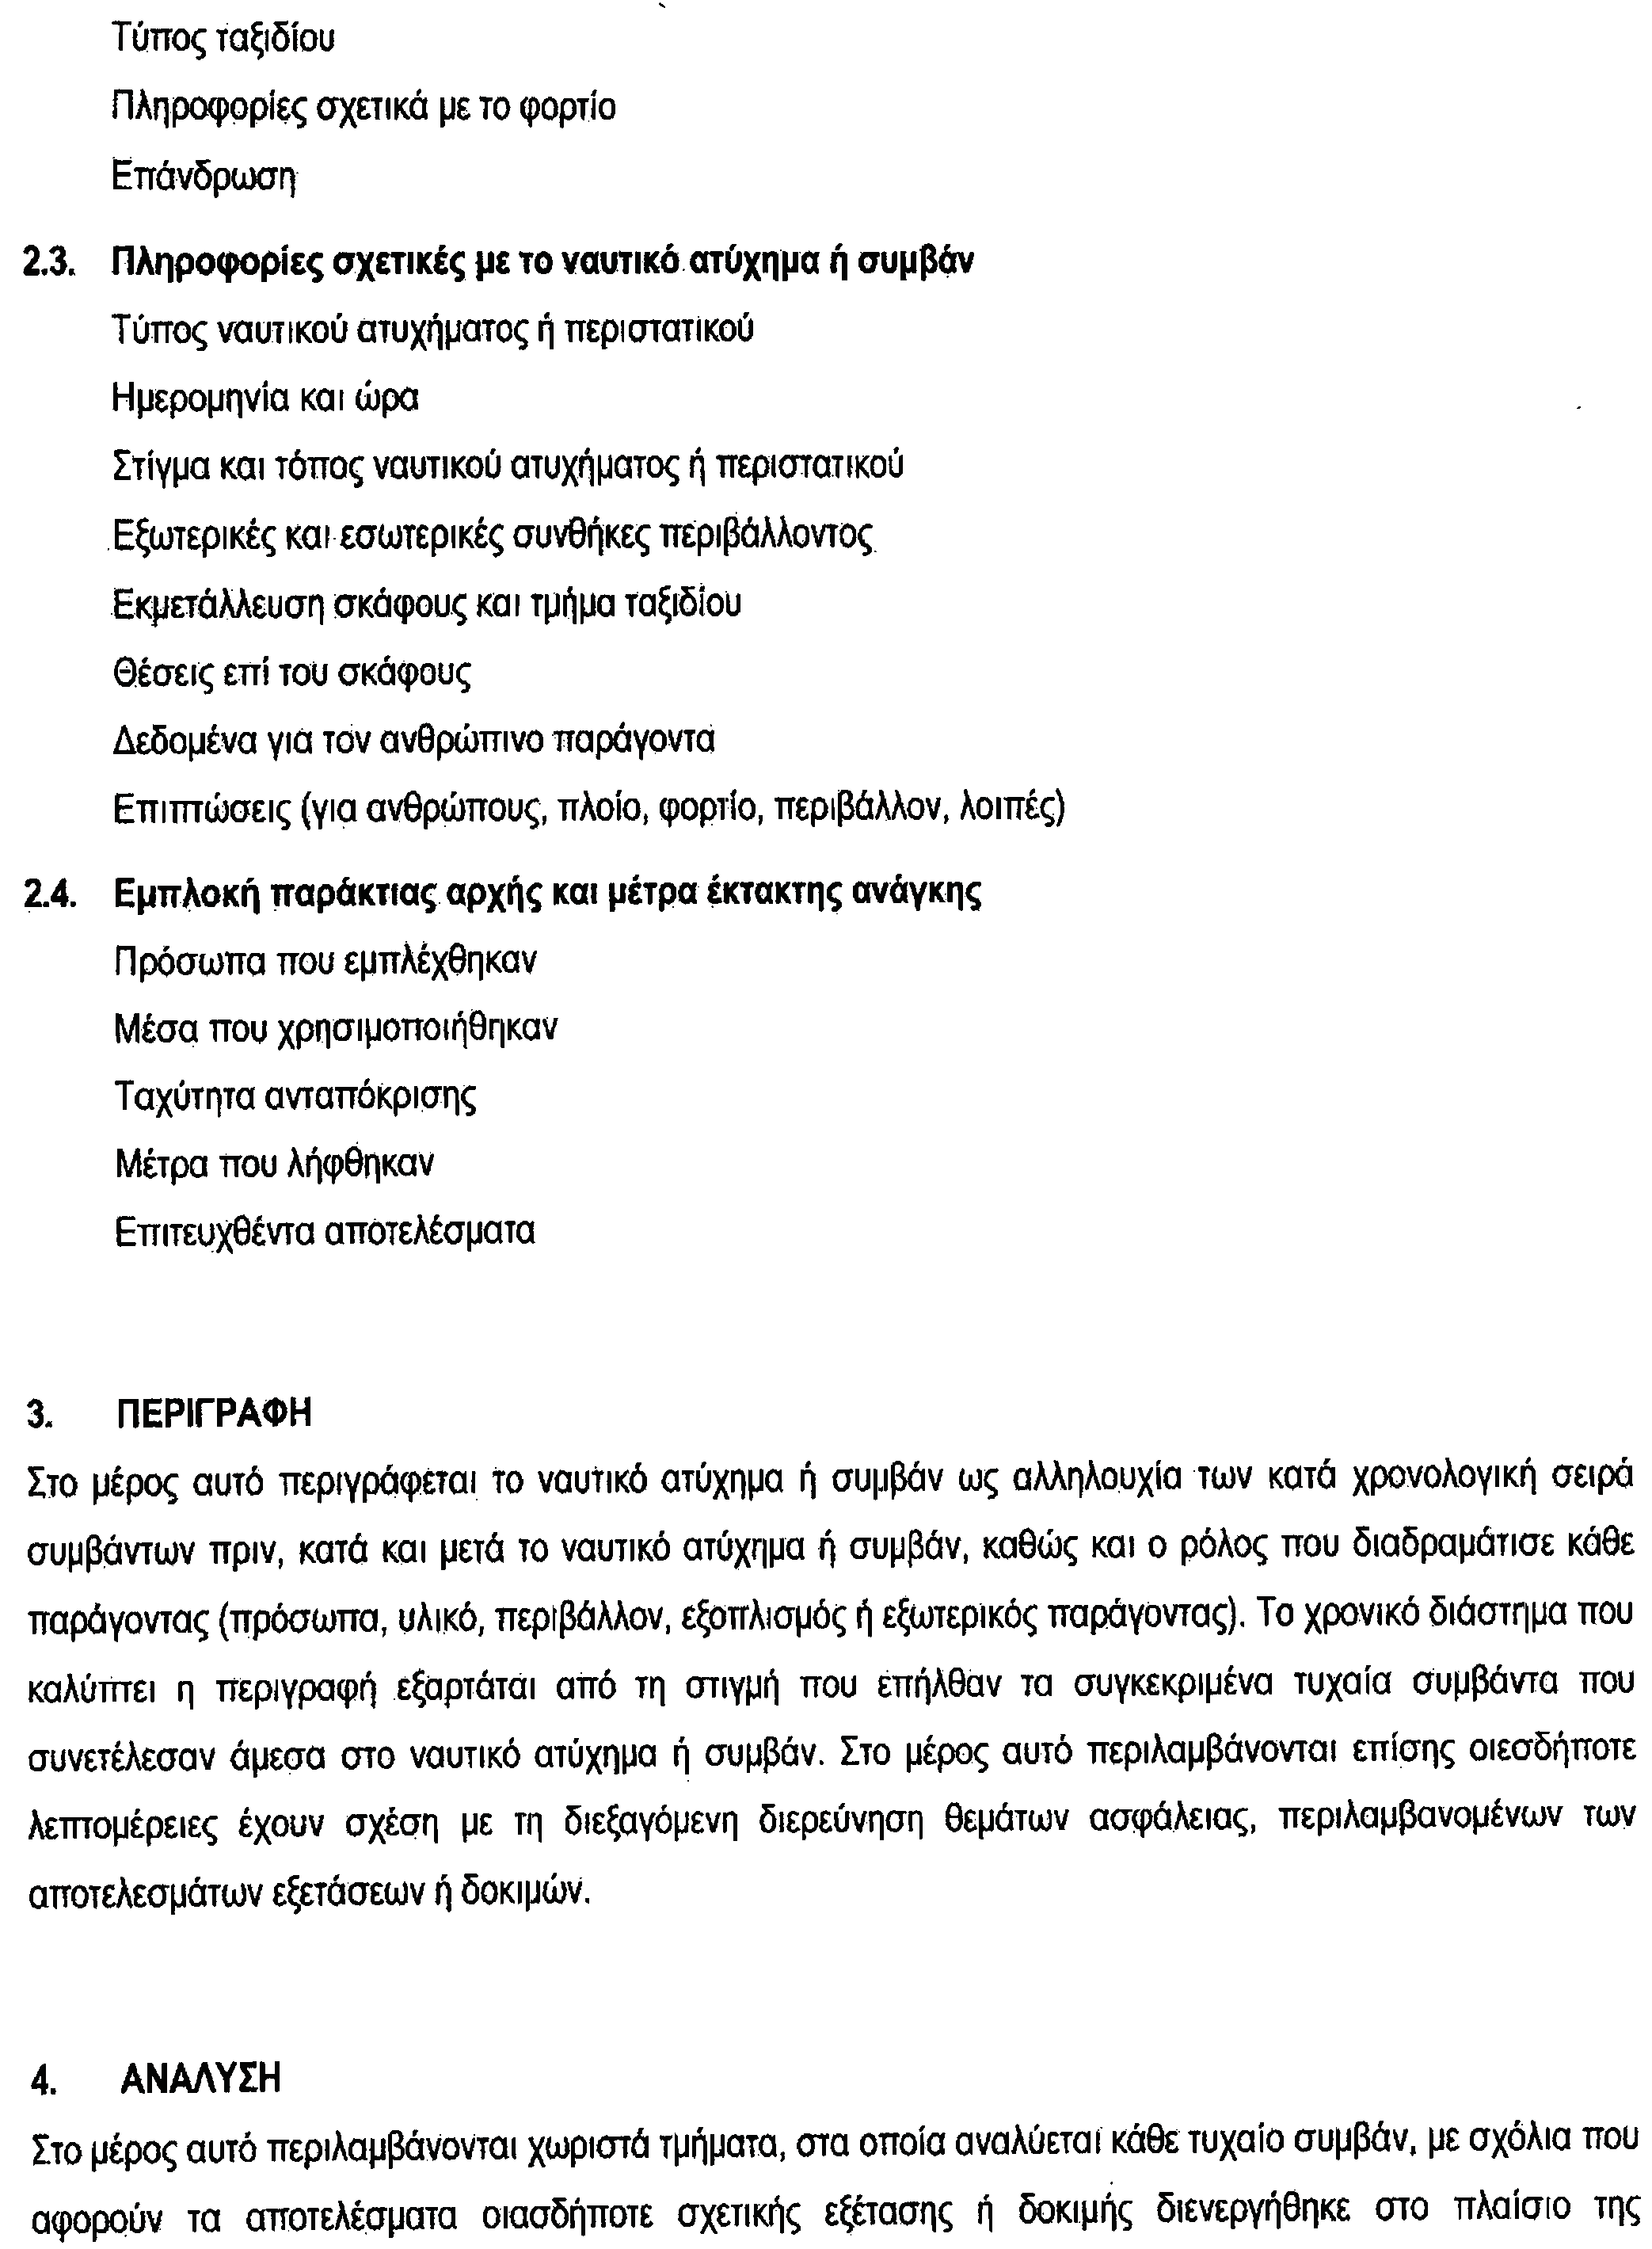 Τύπος ταξιδίου
Πληροφορίες σχετικά με το φορτίο
Επάνδρωση
2.3. Πληροφορίες σχετικές με το ναυτικό ατύχημα ή συμβάν
Τύπος ναυτικού ατυχήματος ή περιστατικού
Ημερομηνία και ώρα
Στίγμα και τόπος ναυτικού ατυχήματος ή περιστατικού
Εξωτερικές και εσωτερικές συνθήκες περιβάλλοντος
Εκμετάλλευση σκάφους και τμήμα ταξιδίου
Θέσεις επί του σκάφους
Δεδομένα για τον ανθρώπινο παράγοντα
Επιπτώσεις (για ανθρώπους, πλοίο, φορτίο, περιβάλλον, λοιπές)
2.4. Εμπλοκή παράκτιας αρχής και μέτρα έκτακτης ανάγκης
Πρόσωπα που εμπλέχθηκαν
Μέσα που χρησιμοποιήθηκαν
Ταχύτητα ανταπόκρισης
Μέτρα που λήφθηκαν
Επιτευχθέντα αποτελέσματα
3. ΠΕΡΙΓΡΑΦΗ
Στο μέρος αυτό περιγράφεται το ναυτικό ατύχημα ή συμβάν ως αλληλουχία των κατά χρονολογική σειρά
συμβάντων πριν, κατά και μετά το ναυτικό ατύχημα ή συμβάν, καθώς και ο ρόλος που διαδραμάτισε κάθε
παράγοντας (πρόσωπα, υλικό, περιβάλλον, εξοπλισμός ή εξωτερικός παράγοντας). Το χρονικό διάστημα που
καλύπτει η περιγραφή εξαρτάται από τη στιγμή που επήλθαν τα συγκεκριμένα τυχαία συμβάντα που
συνετέλεσαν άμεσα στο ναυτικό ατύχημα ή συμβάν. Στο μέρος αυτό περιλαμβάνονται επίσης οιεσδήποτε
λεπτομέρειες έχουν σχέση με τη διεξαγόμενη διερεύνηση θεμάτων ασφάλειας, περιλαμβανομένων των
αποτελεσμάτων εξετάσεων ή δοκιμών.
4. ΑΝΑΛΥΣΗ
Στο μέρος αυτό περιλαμβάνονται χωριστά τμήματα, στα οποία αναλύεται κάθε τυχαίο συμβάν, με σχόλια που
αφορούν τα αποτελέσματα οιασδήποτε σχετικής εξέτασης ή δοκιμής διενεργήθηκε στο πλαίσιο της